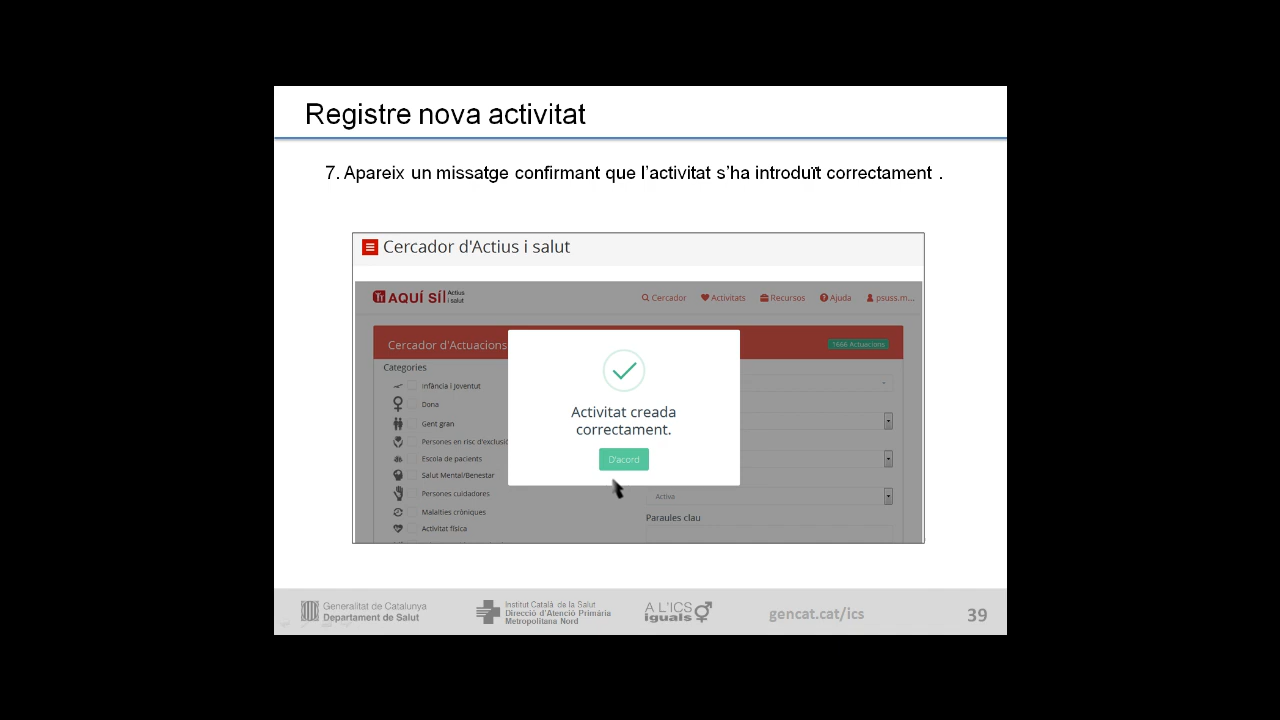 Registre nova activitat
7. Apareix un missatge confirmant que l'activitat s'ha introduït correctament .
Cercador d'Actius i salut
AQUÍ SÍ! Actius i salut
Cercador
Activitats
Recursos
Ajuda
psuss.m...
Cercador d'Actuacions
1666 Actuacions
Categories
Infància i Joventut
Dona
Gent gran
Persones en risc d'exclusió
Escola de pacients
Salut Mental/Benestar
Persones cuidadores
Malalties cròniques
Activitat física
Activitat creada
correctament.
D'acord
Activa
Paraules clau
Generalitat de Catalunya
Departament de Salut
Institut Català de la Salut
Direcció d'Atenció Primària
Metropolitana Nord
A L'ICS
iguals
gencat.cat/ics
39